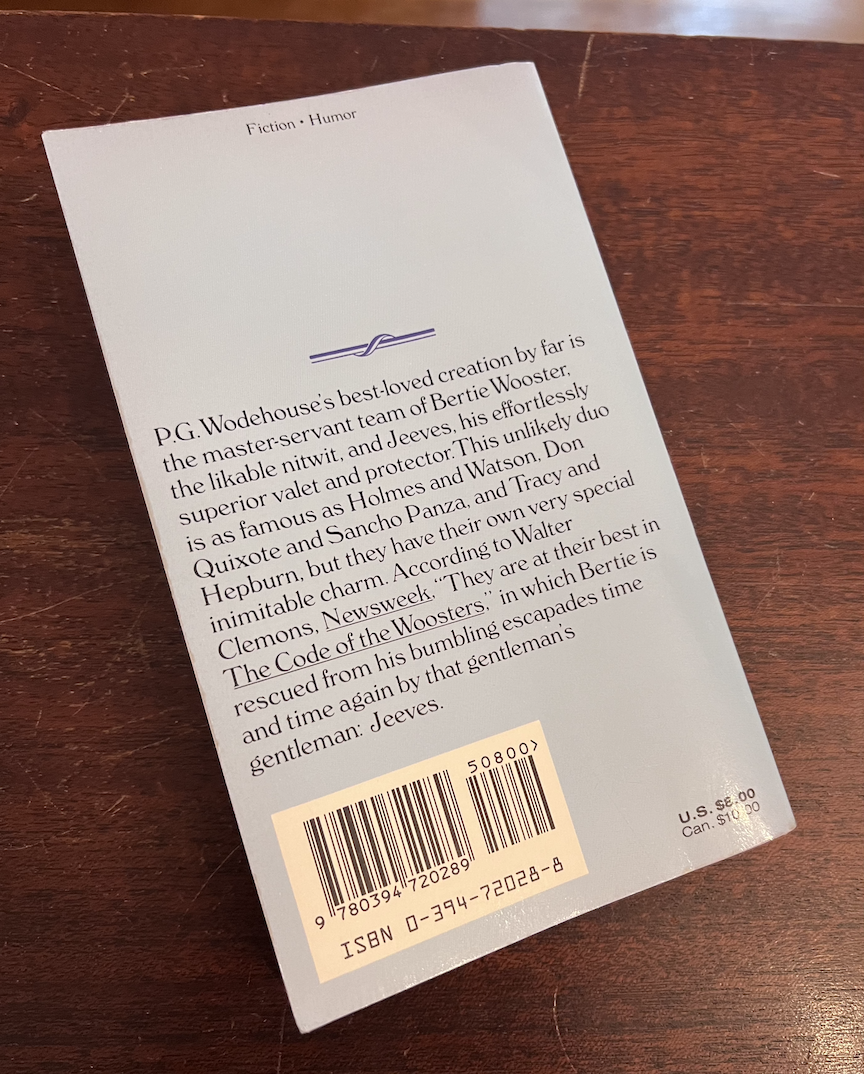 Fiction • Humor
P.G. Wodehouse's best-loved creation by far is
the master-servant team of Bertie Wooster,
the likable nitwit, and Jeeves, his effortlessly
superior valet and protector. This unlikely duo
is as famous as Holmes and Watson, Don
Quixote and Sancho Panza, and Tracy and
Hepburn, but they have their own very special
inimitable charm. According to Walter
Clemons, Newsweek, "They are at their best in
The Code of the Woosters," in which Bertie is
rescued from his bumbling escapades time
and time again by that gentleman's
gentleman: Jeeves.
50800>
9 780394 720289
ISBN 0-394-72028-8
U.S. $8.00
Can. $10.00